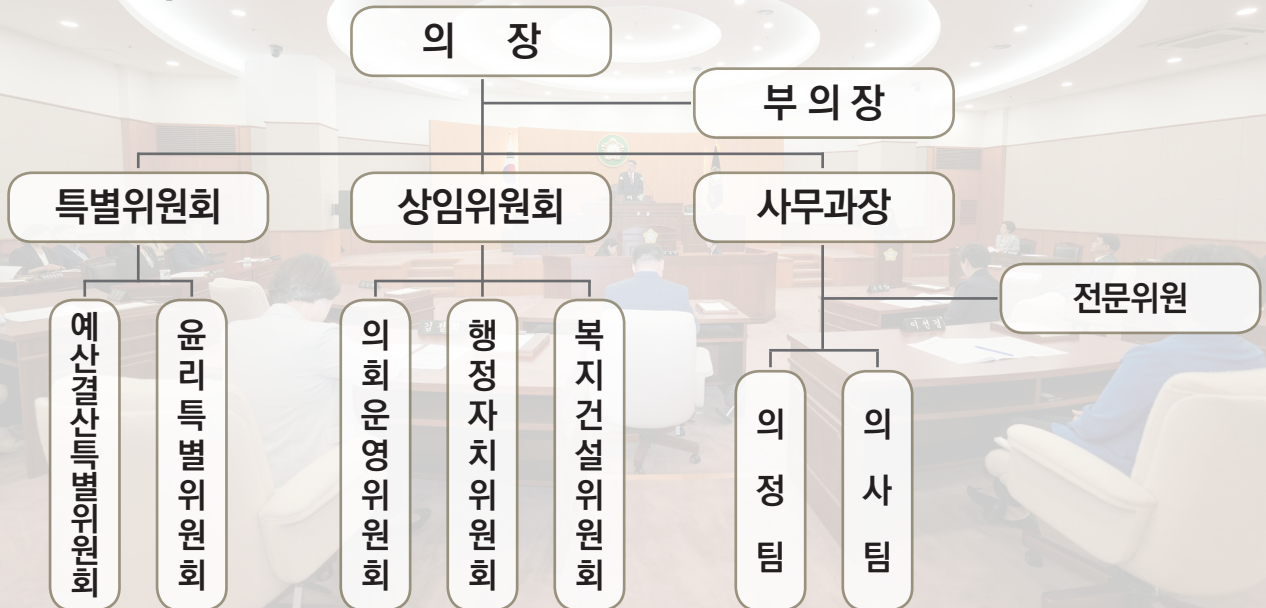 의 장
부 의 장
특별위원회
상임위원회
사무과장
전문위원
예산결산특별위원회
윤리특별위원회
의회운영위원회
행정자치위원회
복지건설위원회
의정팀
의사팀